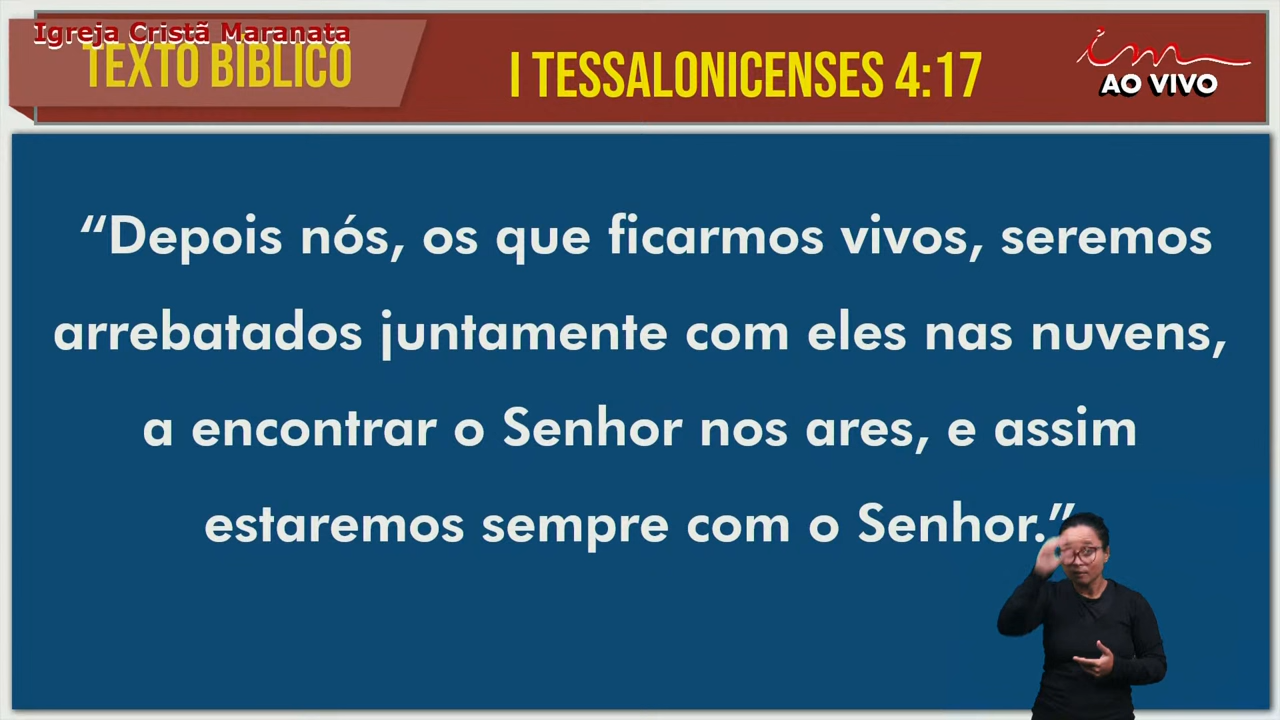 Igreja Cristã Maranata
TEXTO BÍBLICO
I TESSALONICENSES 4:17
im
AO VIVO
“Depois nós, os que ficarmos vivos, seremos
arrebatados juntamente com eles nas nuvens,
a encontrar o Senhor nos ares, e assim
estaremos sempre com o Senhor.”